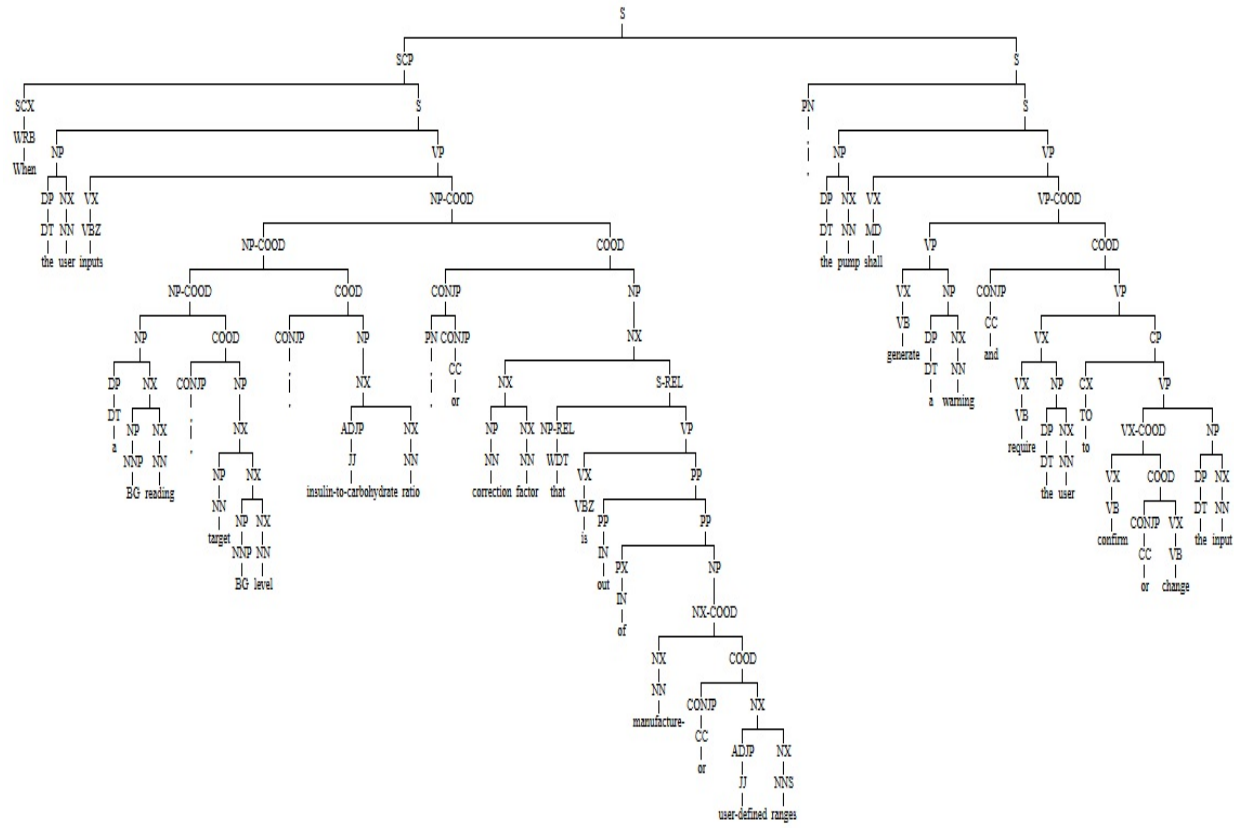 S
SCP S
SCX S PN S
WRB ,
NP VP NP VP
When ,
DP NX VX NP-COOD DP NX VX VP-COOD
DT NN VBZ DT NN MD
NP-COOD COOD VP COOD
the user inputs the pump shall
NP-COOD COOD CONJP NP VX NP CONJP VP
VB CC
NP COOD CONJP NP PN CONJP NX DP NX VX CP
generate and
, , CC DT NN
DP NX CONJP NP NX NX S-REL VX NP CX VP
, , or a warning
DT , VB TO
NP NX NX ADJP NX NP NX NP-REL VP DP NX VX-COOD NP
a , require to
NNP NN JJ NN NN NN WDT DT NN
NP NX VX PP VX COOD DP NX
BG reading insulin-to-carbohydrate ratio correction factor that the user
NN VBZ VB DT NN
NP NX PP PP CONJP VX
target is confirm the input
NNP NN IN CC VB
PX NP
BG level out or change
IN
NX-COOD
of
NX COOD
NN
CONJP NX
manufacture-
CC
ADJP NX
or
JJ NNS
user-defined ranges